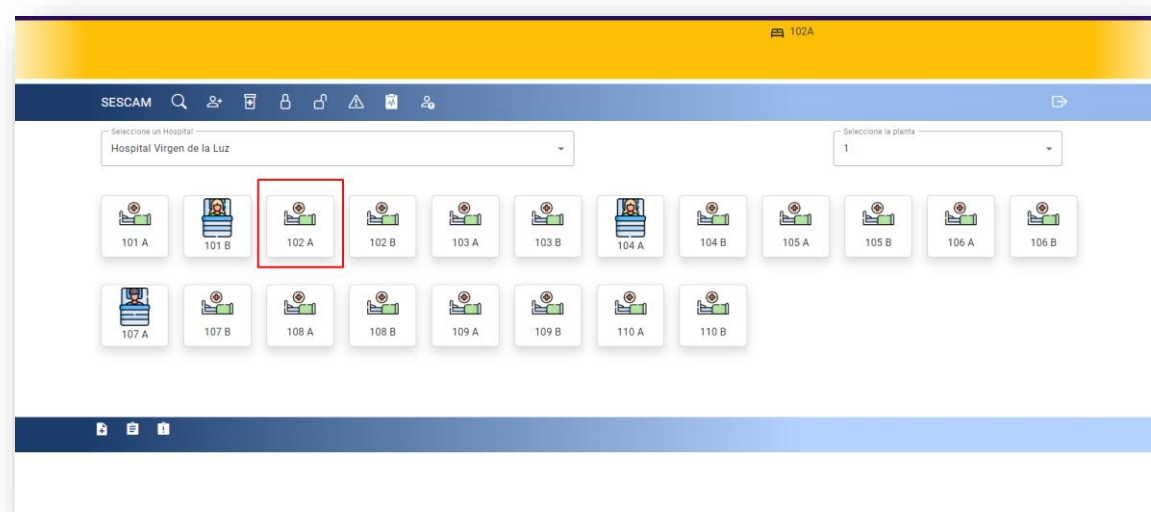 102A
SESCAM
Seleccione un Hospital
Hospital Virgen de la Luz
Seleccione la planta
1
101 A
101 B
102 A
102 B
103 A
103 B
104 A
104 B
105 A
105 B
106 A
106 B
107 A
107 B
108 A
108 B
109 A
109 B
110 A
110 B